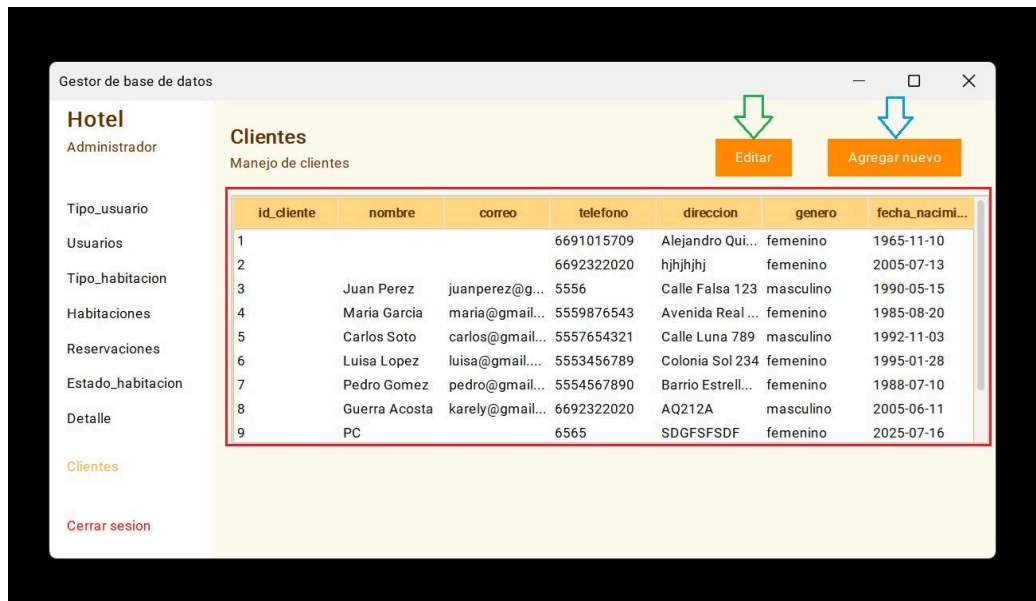 Gestor de base de datos
Hotel
Administrador
Tipo_usuario
Usuarios
Tipo_habitacion
Habitaciones
Reservaciones
Estado_habitacion
Detalle
Clientes
Cerrar sesion
Clientes
Manejo de clientes
Editar
Agregar nuevo
id_cliente nombre correo telefono direccion genero fecha_nacimi...
1 6691015709 Alejandro Qui... femenino 1965-11-10
2 6692322020 hjhjhjhj femenino 2005-07-13
3 Juan Perez juanperez@g... 5556 Calle Falsa 123 masculino 1990-05-15
4 Maria Garcia maria@gmail... 5559876543 Avenida Real ... femenino 1985-08-20
5 Carlos Soto carlos@gmail... 5557654321 Calle Luna 789 masculino 1992-11-03
6 Luisa Lopez luisa@gmail.... 5553456789 Colonia Sol 234 femenino 1995-01-28
7 Pedro Gomez pedro@gmail... 5554567890 Barrio Estrell... femenino 1988-07-10
8 Guerra Acosta karely@gmail... 6692322020 AQ212A masculino 2005-06-11
9 PC 6565 SDGFSFSDF femenino 2025-07-16